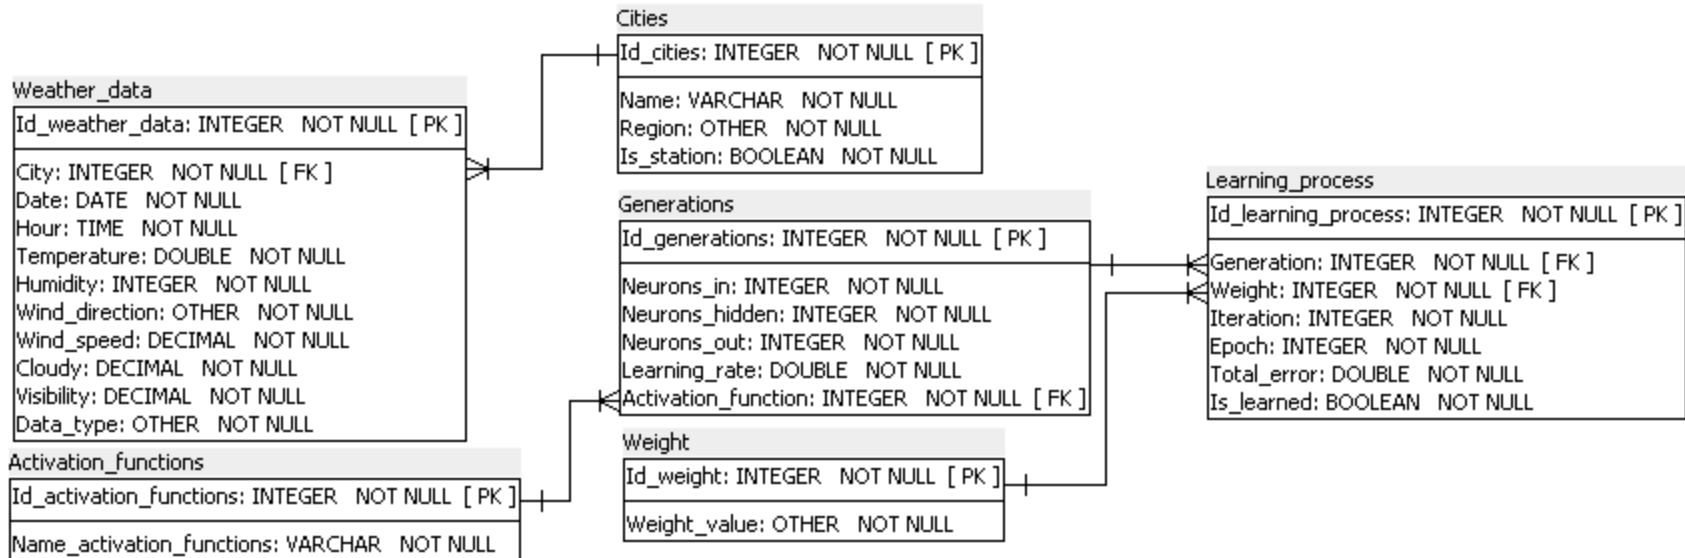 Cities
Id_cities: INTEGER NOT NULL [ PK ]
Name: VARCHAR NOT NULL
Region: OTHER NOT NULL
Is_station: BOOLEAN NOT NULL
Weather_data
Id_weather_data: INTEGER NOT NULL [ PK ]
City: INTEGER NOT NULL [ FK ]
Date: DATE NOT NULL
Hour: TIME NOT NULL
Temperature: DOUBLE NOT NULL
Humidity: INTEGER NOT NULL
Wind_direction: OTHER NOT NULL
Wind_speed: DECIMAL NOT NULL
Cloudy: DECIMAL NOT NULL
Visibility: DECIMAL NOT NULL
Data_type: OTHER NOT NULL
Generations
Id_generations: INTEGER NOT NULL [ PK ]
Neurons_in: INTEGER NOT NULL
Neurons_hidden: INTEGER NOT NULL
Neurons_out: INTEGER NOT NULL
Learning_rate: DOUBLE NOT NULL
Activation_function: INTEGER NOT NULL [ FK ]
Learning_process
Id_learning_process: INTEGER NOT NULL [ PK ]
Generation: INTEGER NOT NULL [ FK ]
Weight: INTEGER NOT NULL [ FK ]
Iteration: INTEGER NOT NULL
Epoch: INTEGER NOT NULL
Total_error: DOUBLE NOT NULL
Is_learned: BOOLEAN NOT NULL
Activation_functions
Id_activation_functions: INTEGER NOT NULL [ PK ]
Name_activation_functions: VARCHAR NOT NULL
Weight
Id_weight: INTEGER NOT NULL [ PK ]
Weight_value: OTHER NOT NULL